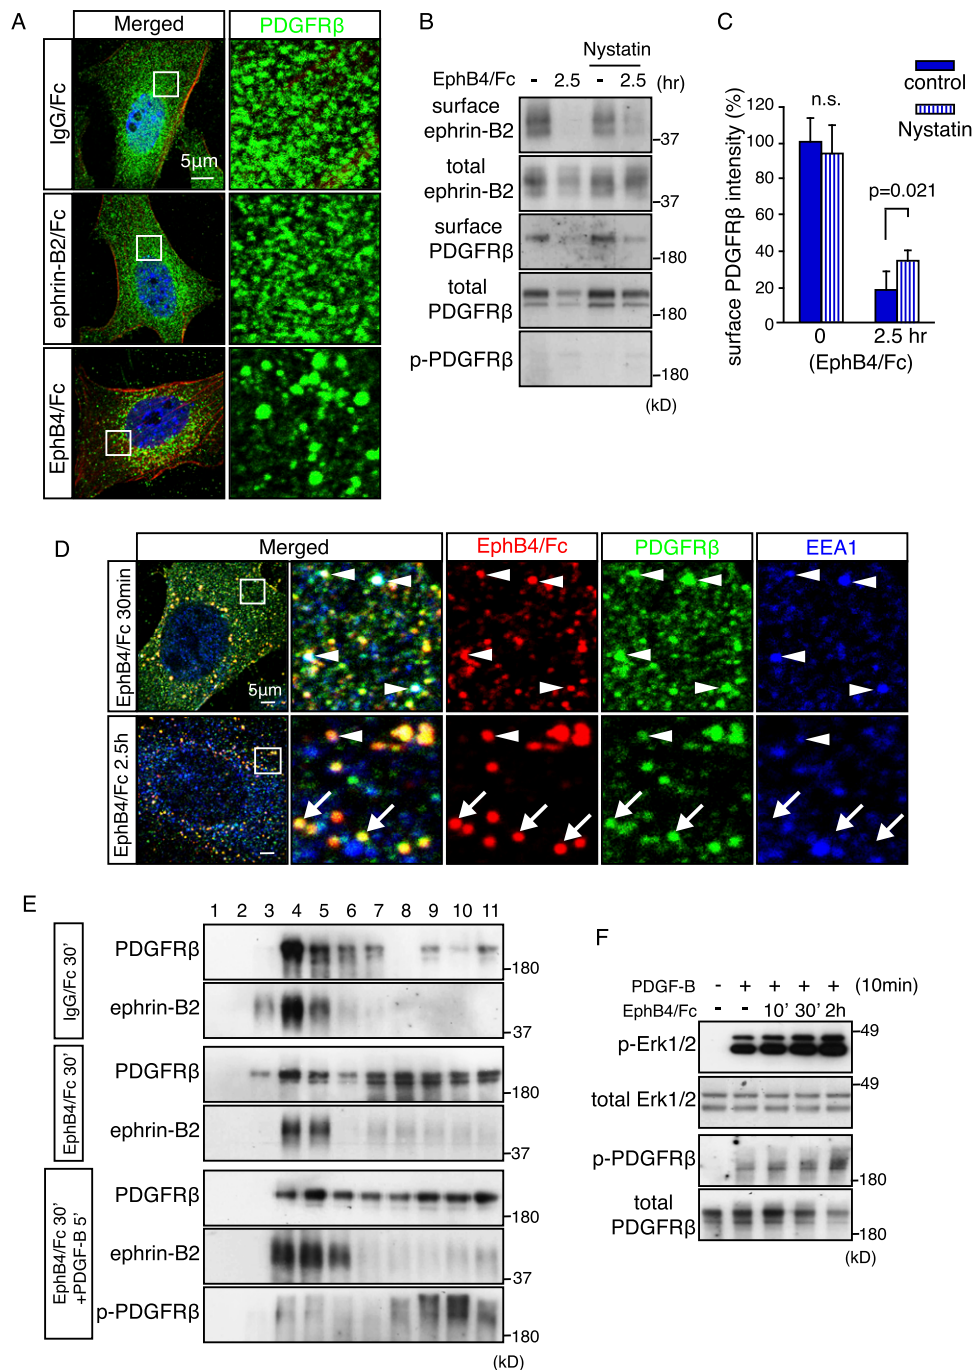 A
Merged
PDGFRβ
IgG/Fc
5μm
ephrin-B2/Fc
EphB4/Fc
B
Nystatin
EphB4/Fc - 2.5 - 2.5 (hr)
surface ephrin-B2
-37
total ephrin-B2
-37
surface PDGFRβ
-180
total PDGFRβ
-180
p-PDGFRβ
-180
(kD)
C
control
Nystatin
surface PDGFRβ intensity (%)
120
100
80
60
40
20
0
n.s.
p=0.021
0 2.5 hr
(EphB4/Fc)
D
Merged
EphB4/Fc
PDGFRβ
EEA1
EphB4/Fc 30min
5μm
EphB4/Fc 2.5h
E
1 2 3 4 5 6 7 8 9 10 11
IgG/Fc 30'
PDGFRβ
-180
ephrin-B2
-37
EphB4/Fc 30'
PDGFRβ
-180
ephrin-B2
-37
EphB4/Fc 30'
+PDGF-B 5'
PDGFRβ
-180
ephrin-B2
-37
p-PDGFRβ
-180
(kD)
F
PDGF-B - + + + + (10min)
EphB4/Fc - - 10' 30' 2h
p-Erk1/2
-49
total Erk1/2
-49
p-PDGFRβ
-180
total PDGFRβ
-180
(kD)